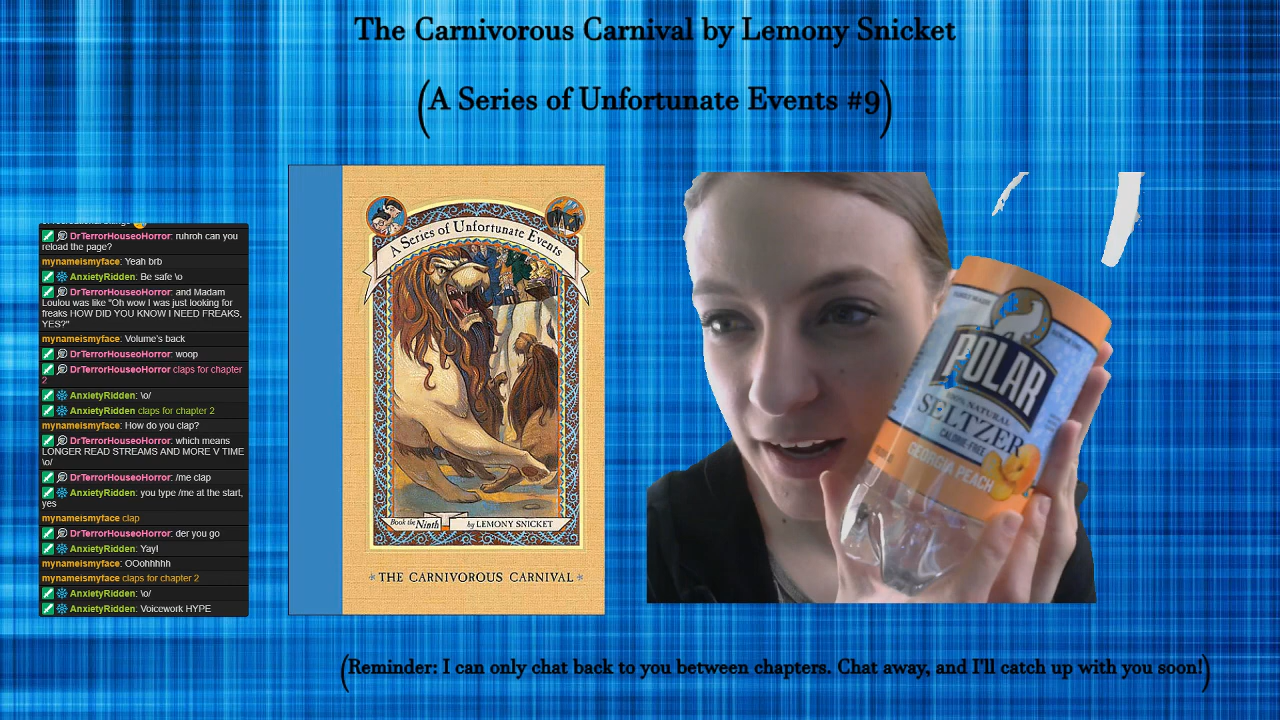 The Carnivorous Carnival by Lemony Snicket
(A Series of Unfortunate Events #9)
DrTerrorHouseoHorror: ruhroh can you
reload the page?
mynameismyface: Yeah brb
AnxietyRidden: Be safe \o
DrTerrorHouseoHorror: and Madam
Loulou was like "Oh wow I was just looking for
freaks HOW DID YOU KNOW I NEED FREAKS,
YES?"
mynameismyface: Volume's back
DrTerrorHouseoHorror: woop
DrTerrorHouseoHorror claps for chapter
2
AnxietyRidden: \o/
AnxietyRidden claps for chapter 2
mynameismyface: How do you clap?
DrTerrorHouseoHorror: which means
LONGER READ STREAMS AND MORE V TIME
\o/
DrTerrorHouseoHorror: /me clap
AnxietyRidden: you type /me at the start,
yes
mynameismyface clap
DrTerrorHouseoHorror: der you go
AnxietyRidden: Yay!
mynameismyface: OOohhhhh
mynameismyface claps for chapter 2
AnxietyRidden: \o/
AnxietyRidden: Voicework HYPE
A Series of Unfortunate Events
Book the Ninth
by LEMONY SNICKET
*THE CARNIVOROUS CARNIVAL*
POLAR
100% NATURAL
SELTZER
CALORIE-FREE
GEORGIA PEACH
(Reminder: I can only chat back to you between chapters. Chat away, and I'll catch up with you soon!)